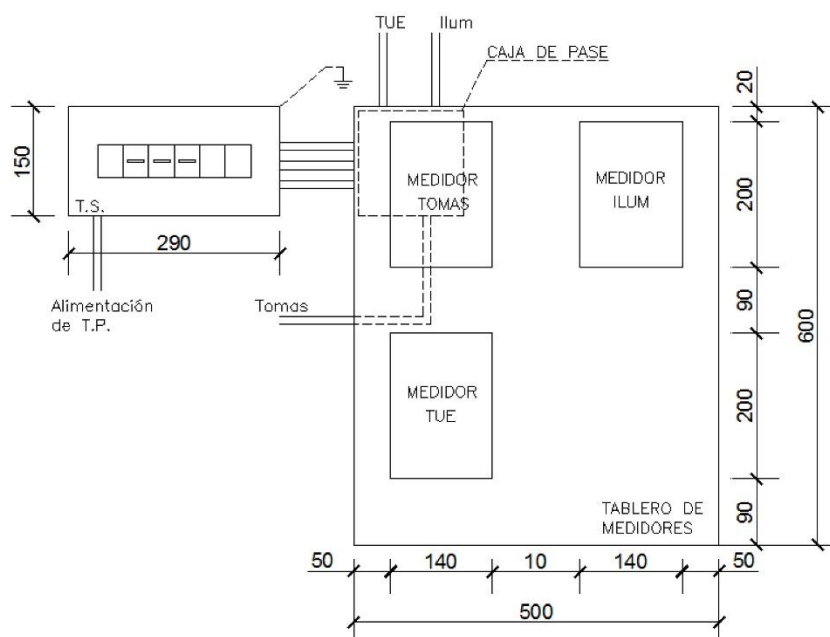 TUE
Ilum
CAJA DE PASE
20
150
MEDIDOR
TOMAS
MEDIDOR
ILUM
200
T.S.
290
Alimentación
de T.P.
Tomas
90
600
MEDIDOR
TUE
200
TABLERO DE
MEDIDORES
90
50
140
10
140
50
500